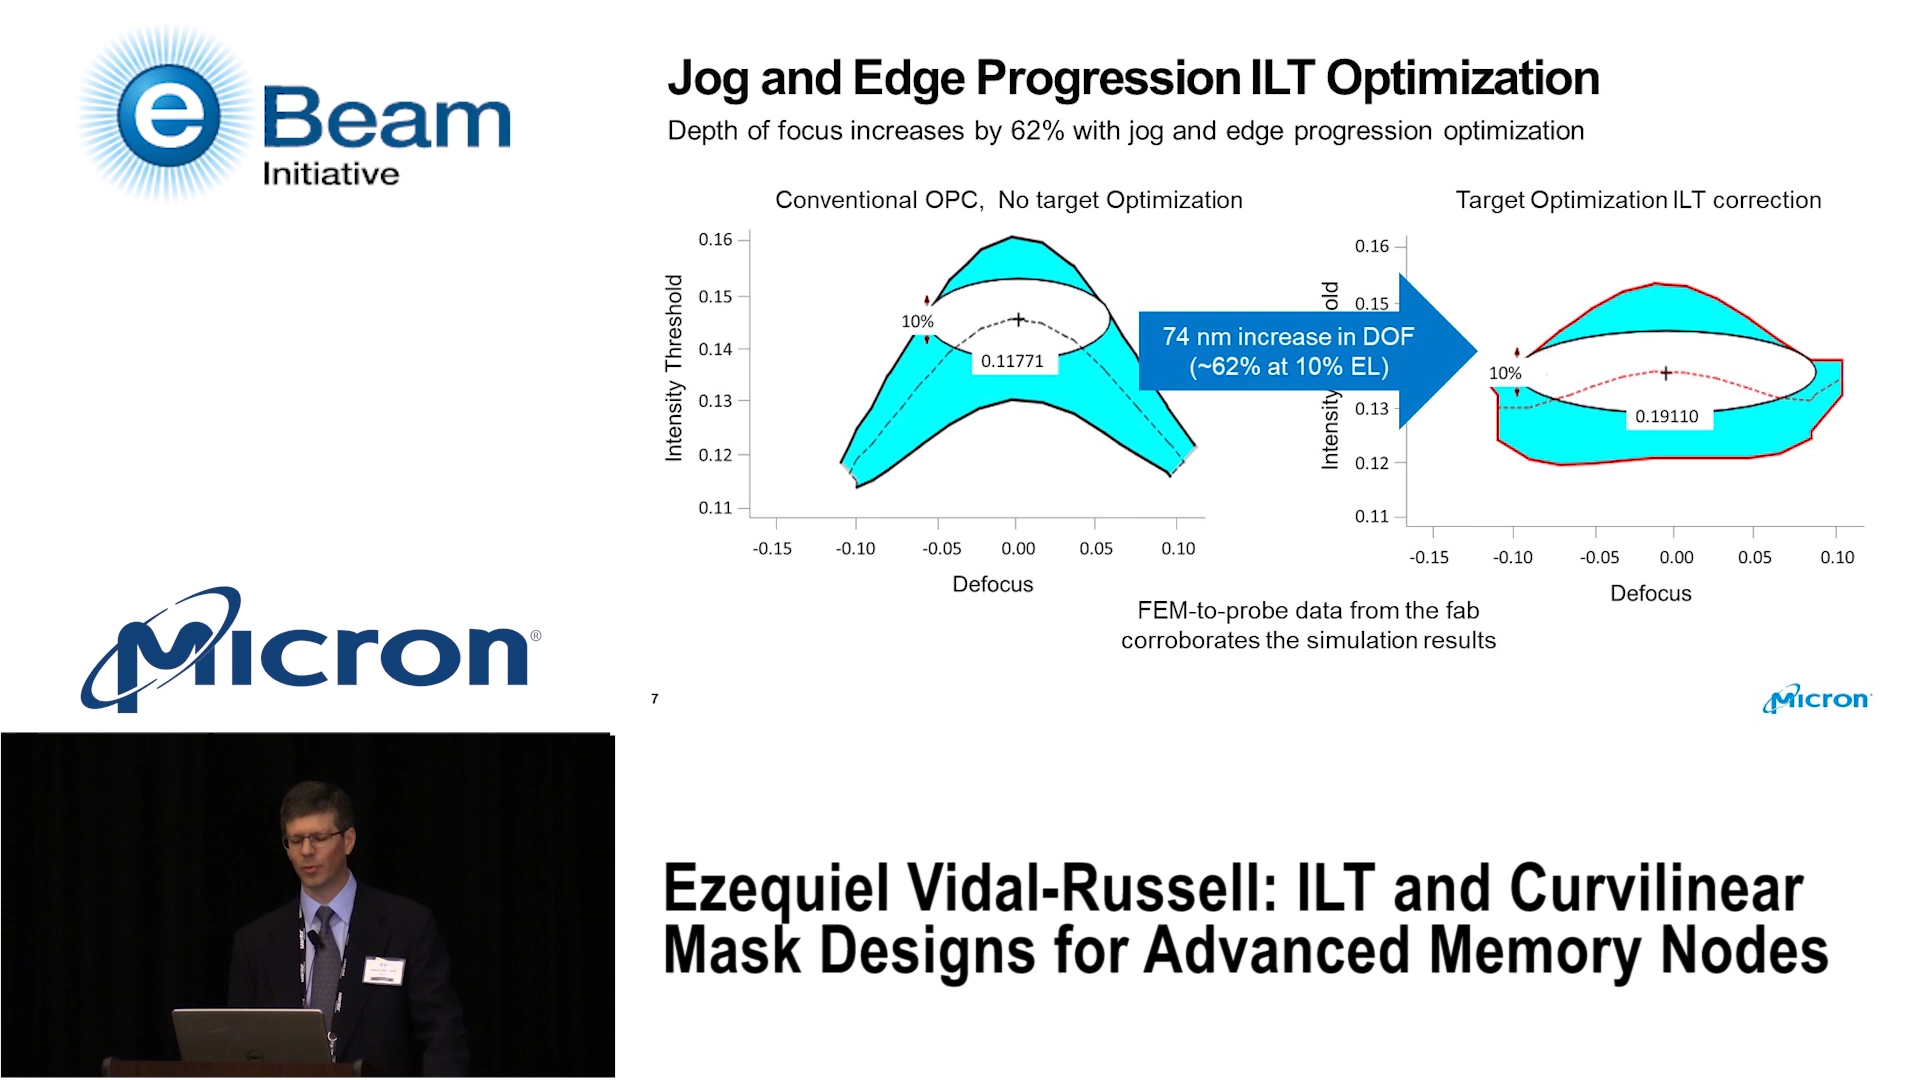 e Beam
Initiative
Jog and Edge Progression ILT Optimization
Depth of focus increases by 62% with jog and edge progression optimization
Conventional OPC, No target Optimization
Intensity Threshold
0.16
0.15
0.14
0.13
0.12
0.11
10%
0.11771
-0.15 -0.10 -0.05 0.00 0.05 0.10
Defocus
74 nm increase in DOF
(~62% at 10% EL)
Target Optimization ILT correction
Intensity old
0.16
0.15
0.13
0.12
0.11
10%
0.19110
-0.15 -0.10 -0.05 0.00 0.05 0.10
Defocus
FEM-to-probe data from the fab
corroborates the simulation results
Micron®
7
Micron
Ezequiel Vidal-Russell: ILT and Curvilinear
Mask Designs for Advanced Memory Nodes